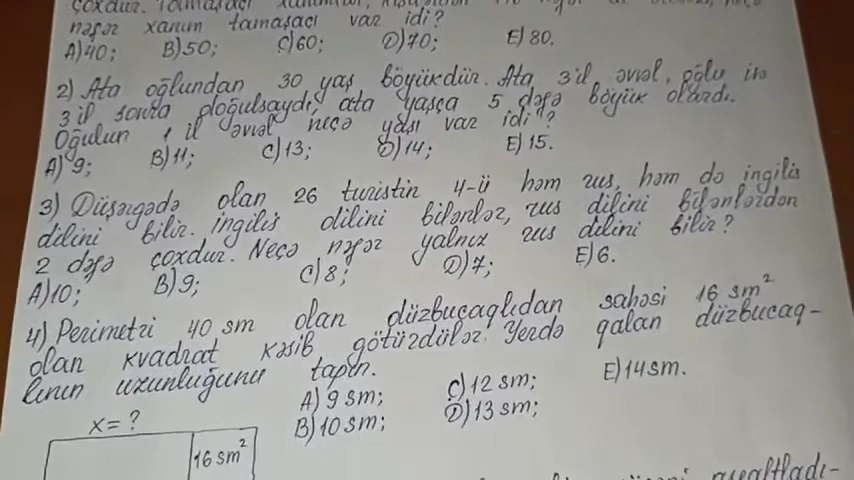 çoxdur. Tamaşaçı
nəfər xanım tamaşaçı var idi?
A)40; B)50; C)60; D)70; E)80.
2) Ata oğlundan 30 yaş böyükdür. Ata 3 il əvvəl, oğlu isə
3 il sonra doğulsaydı, ata yaşca 5 dəfə böyük olardı.
Oğulun 1 il əvvəl neçə yaşı var idi?
A) 9; B)11; C)13; D)14; E)15.
3) Düşərgədə olan 26 turistin 4-ü həm rus, həm də ingilis
dilini bilir. İngilis dilini bilənlər, rus dilini bilənlərdən
2 dəfə çoxdur. Neçə nəfər yalnız rus dilini bilir?
A)10; B)9; C)8; D)7; E)6.
4) Perimetri 40 sm olan düzbucaqlıdan sahəsi 16 sm²
olan kvadrat kəsib götürdülər. Yerdə qalan düzbucaq-
lının uzunluğunu tapın.
A) 9 sm; C)12 sm; E)14 sm.
B)10 sm; D)13 sm;
x=?
16 sm²
asfaltladı-